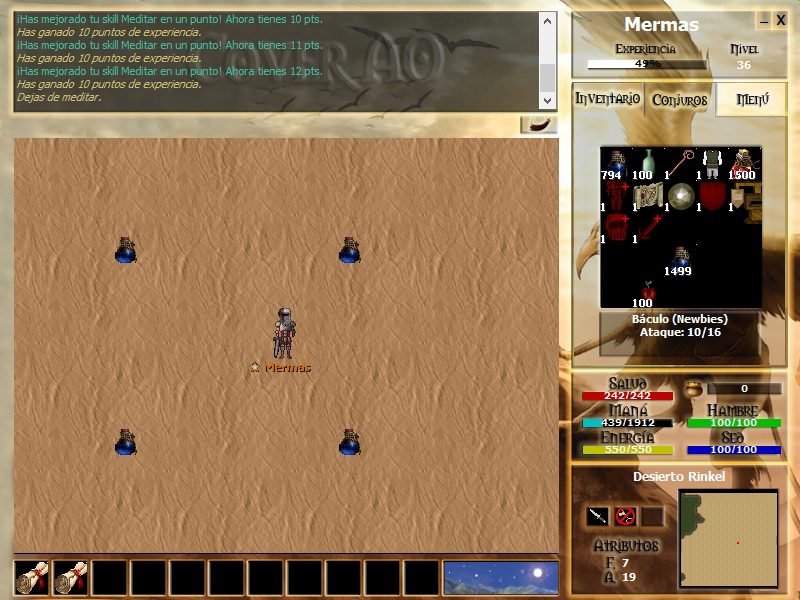 ¡Has mejorado tu skill Meditar en un punto! Ahora tienes 10 pts.
Has ganado 10 puntos de experiencia.
¡Has mejorado tu skill Meditar en un punto! Ahora tienes 11 pts.
Has ganado 10 puntos de experiencia.
¡Has mejorado tu skill Meditar en un punto! Ahora tienes 12 pts.
Has ganado 10 puntos de experiencia.
Dejas de meditar.
Mermas
Mermas
Experiencia
49%
Nivel
36
Inventario
Conjuros
Menú
794 100 1 1 1500
1 1 1 1 1
1 1
1499
100
Báculo (Newbies)
Ataque: 10/16
Salud
242/242
0
Maná
439/1912
Hambre
100/100
Energía
550/550
Sed
100/100
Desierto Rinkel
Atributos
F. 7
A. 19